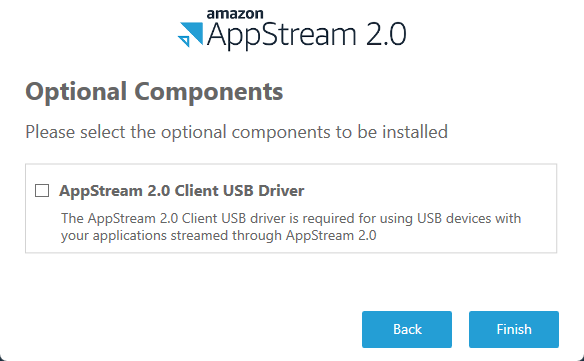 amazon
AppStream 2.0
Optional Components
Please select the optional components to be installed
AppStream 2.0 Client USB Driver
The AppStream 2.0 Client USB driver is required for using USB devices with
your applications streamed through AppStream 2.0
Back
Finish